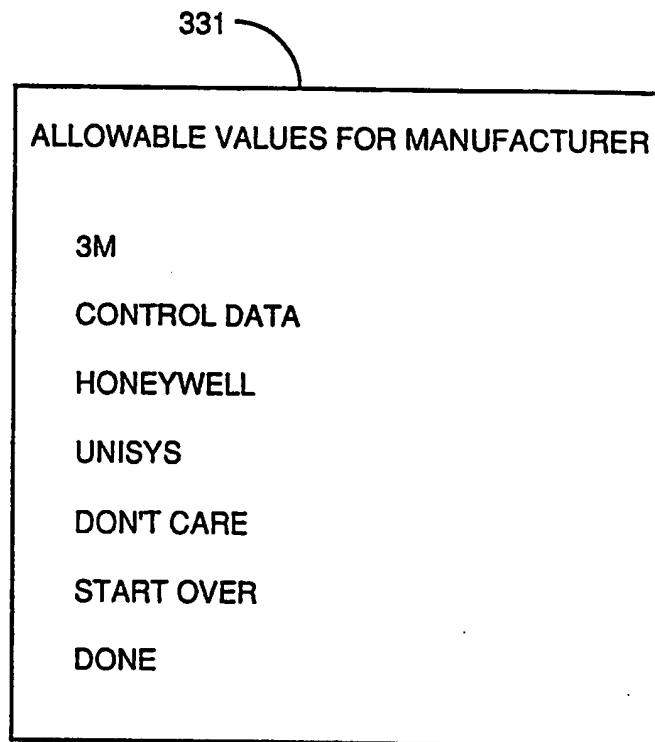 331
ALLOWABLE VALUES FOR MANUFACTURER
3M
CONTROL DATA
HONEYWELL
UNISYS
DON'T CARE
START OVER
DONE